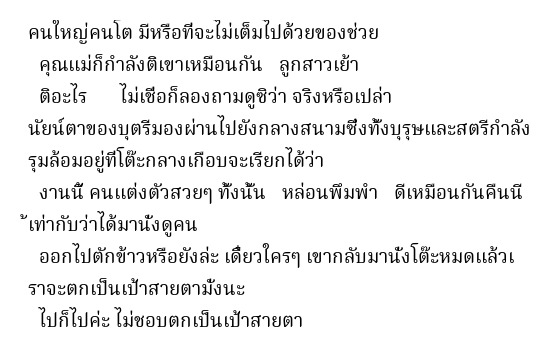 คนใหญ่คนโต มีหรือที่จะไม่เต็มไปด้วยของช่วย
คุณแม่ก็กำลังติเขาเหมือนกัน ลูกสาวเย้า
ติอะไร ไม่เชื่อก็ลองถามดูซิว่า จริงหรือเปล่า
นัยน์ตาของบุตรีมองผ่านไปยังกลางสนามซึ่งทั้งบุรุษและสตรีกำลัง
รุมล้อมอยู่ที่โต๊ะกลางเกือบจะเรียกได้ว่า
งานนี้ คนแต่งตัวสวยๆ ทั้งนั้น หล่อนพึมพำ ดีเหมือนกันคืนนี
้เท่ากับว่าได้มานั่งดูคน
ออกไปตักข้าวหรือยังล่ะ เดี๋ยวใครๆ เขากลับมานั่งโต๊ะหมดแล้วเ
ราจะตกเป็นเป้าสายตามั่งนะ
ไปก็ไปค่ะ ไม่ชอบตกเป็นเป้าสายตา